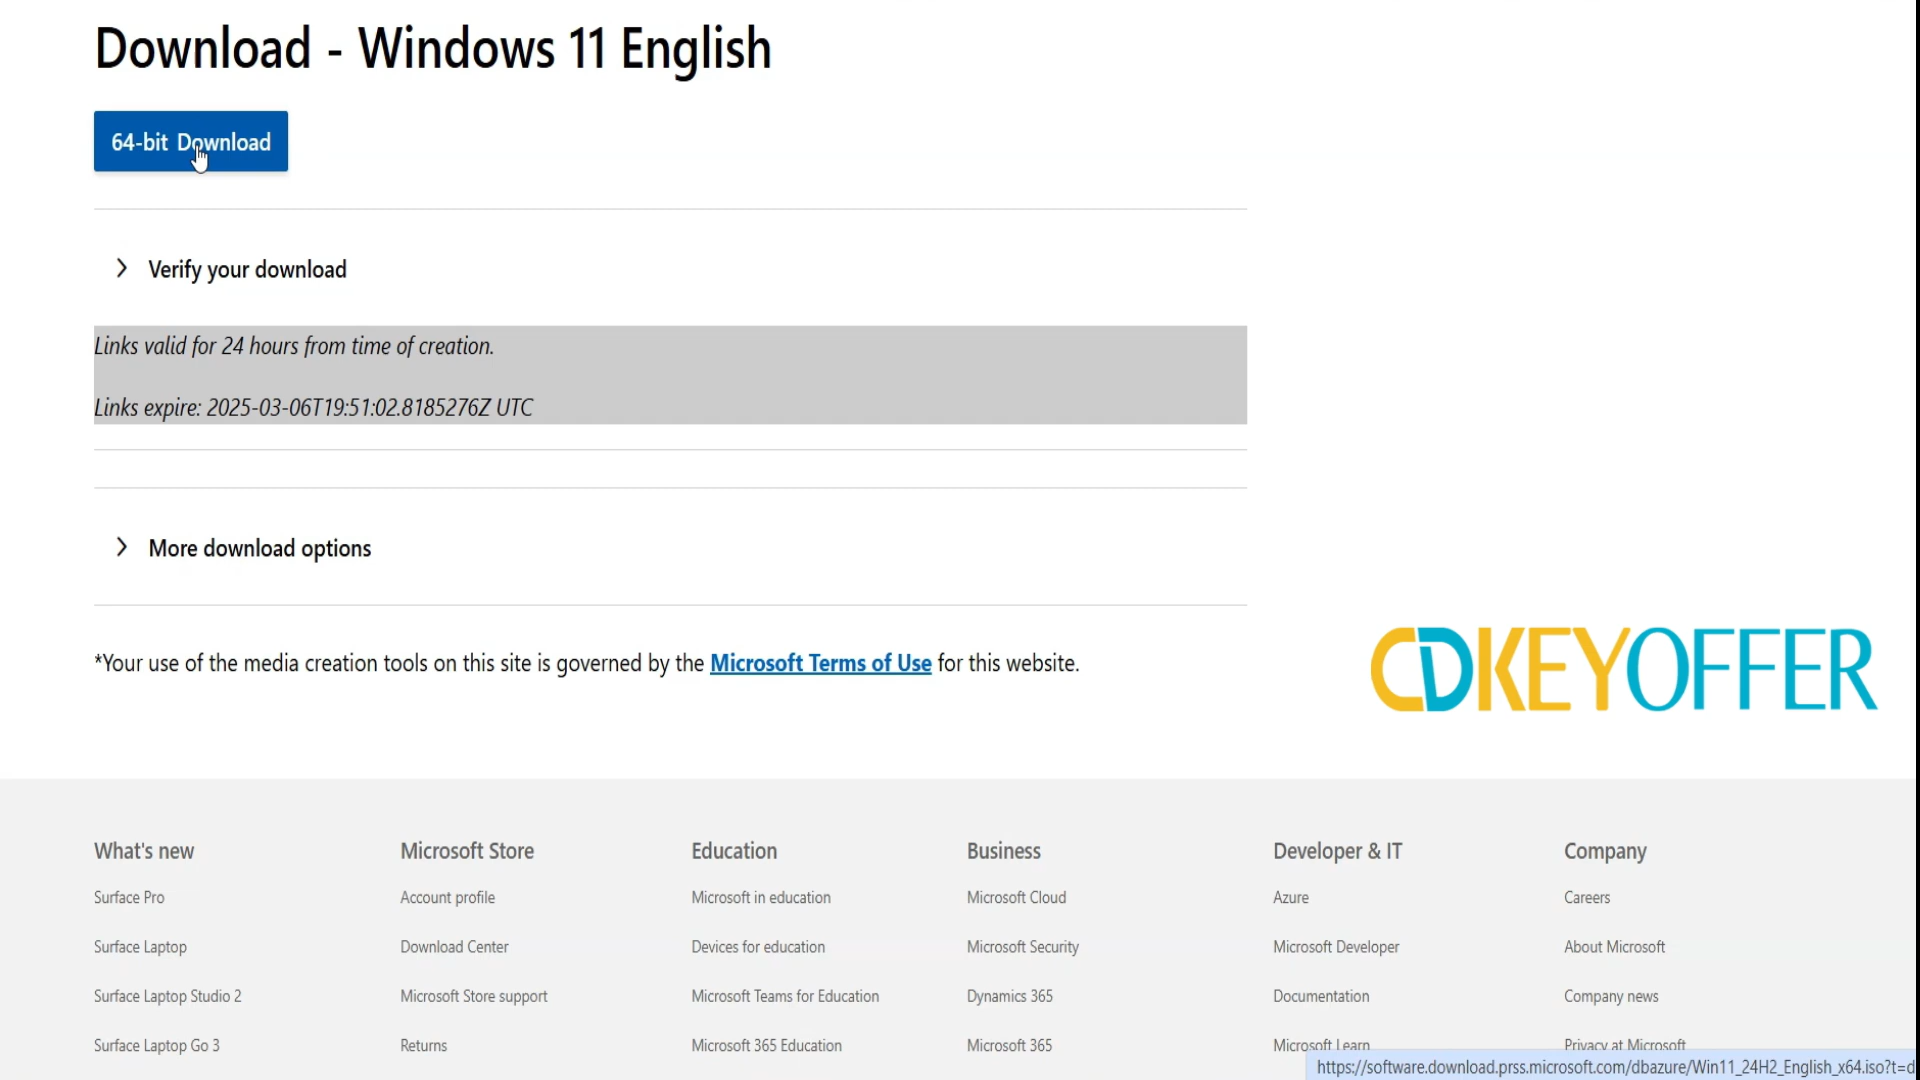 Download - Windows 11 English
64-bit Download
Verify your download
Links valid for 24 hours from time of creation.
Links expire: 2025-03-06T19:51:02.8185276Z UTC
More download options
*Your use of the media creation tools on this site is governed by the Microsoft Terms of Use for this website.
CDKEYOFFER
What's new
Surface Pro
Surface Laptop
Surface Laptop Studio 2
Surface Laptop Go 3
Microsoft Store
Account profile
Download Center
Microsoft Store support
Returns
Education
Microsoft in education
Devices for education
Microsoft Teams for Education
Microsoft 365 Education
Business
Microsoft Cloud
Microsoft Security
Dynamics 365
Microsoft 365
Developer & IT
Azure
Microsoft Developer
Documentation
Microsoft Learn
Company
Careers
About Microsoft
Company news
Privacy at Microsoft
https://software.download.prss.microsoft.com/dbazure/Win11_24H2_English_x64.iso?t=d